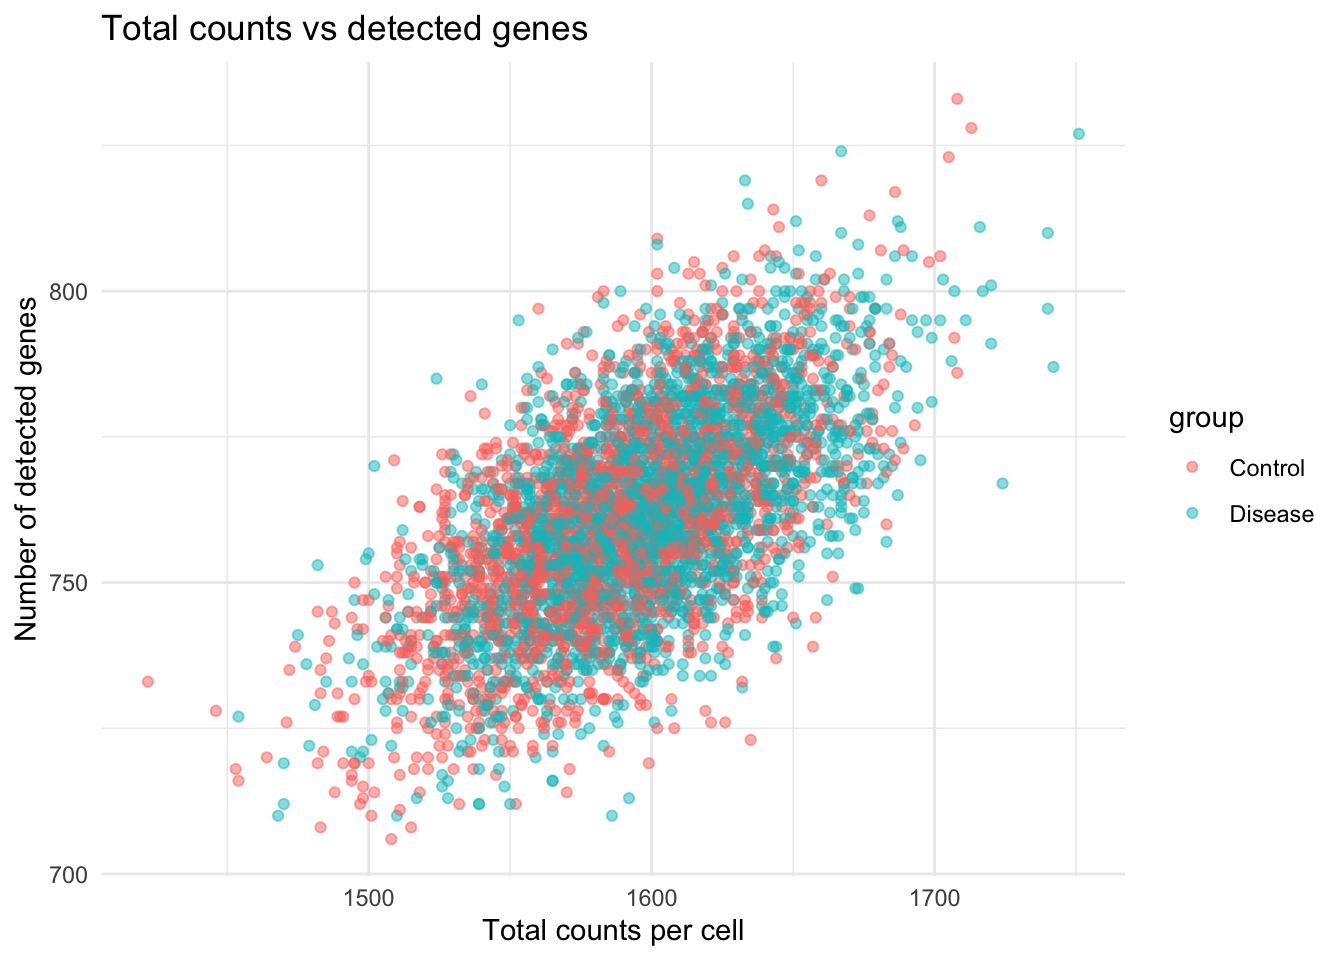 Total counts vs detected genes
Number of detected genes
800
750
700
1500
1600
1700
Total counts per cell
group
Control
Disease